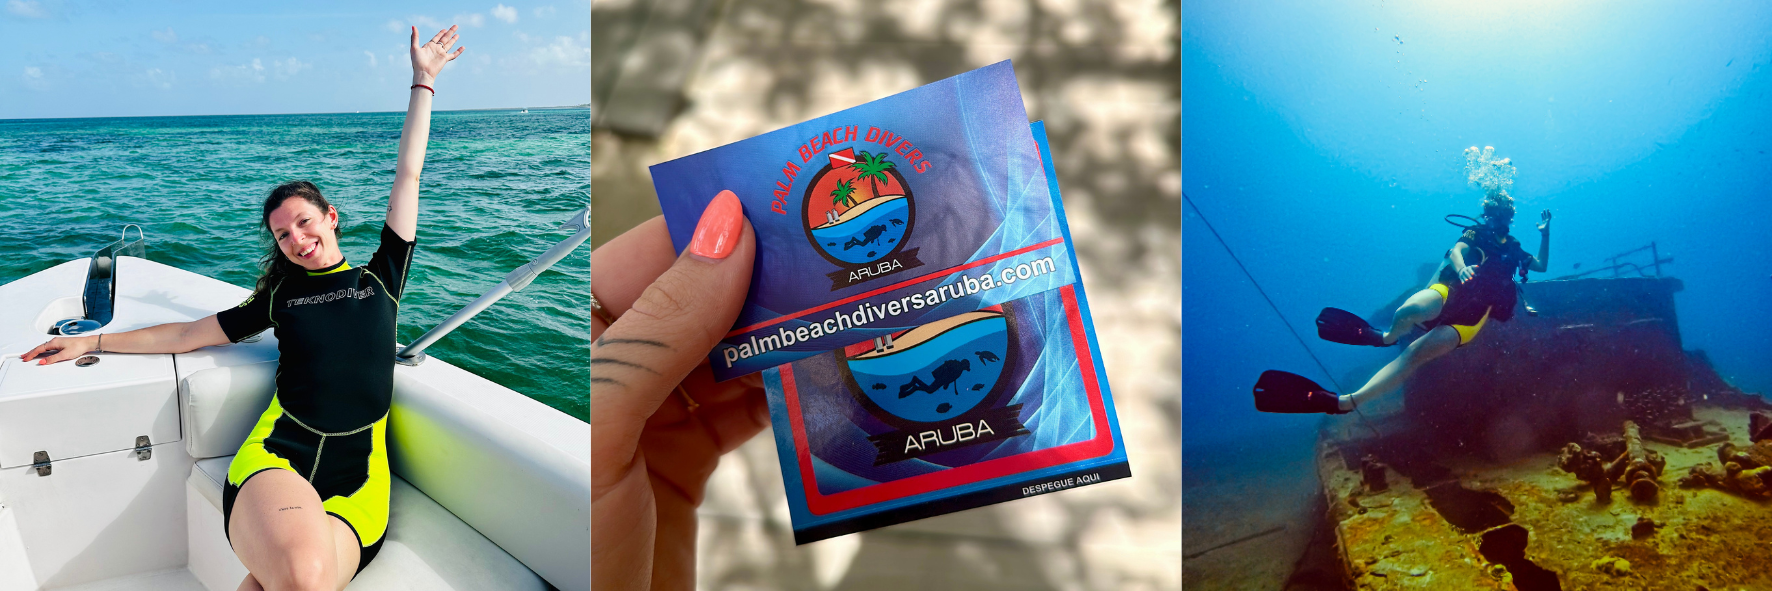 TEKNODIVER
PALM BEACH DIVERS
ARUBA
palmbeachdiversaruba.com
ARUBA
DESPEGUE AQUI